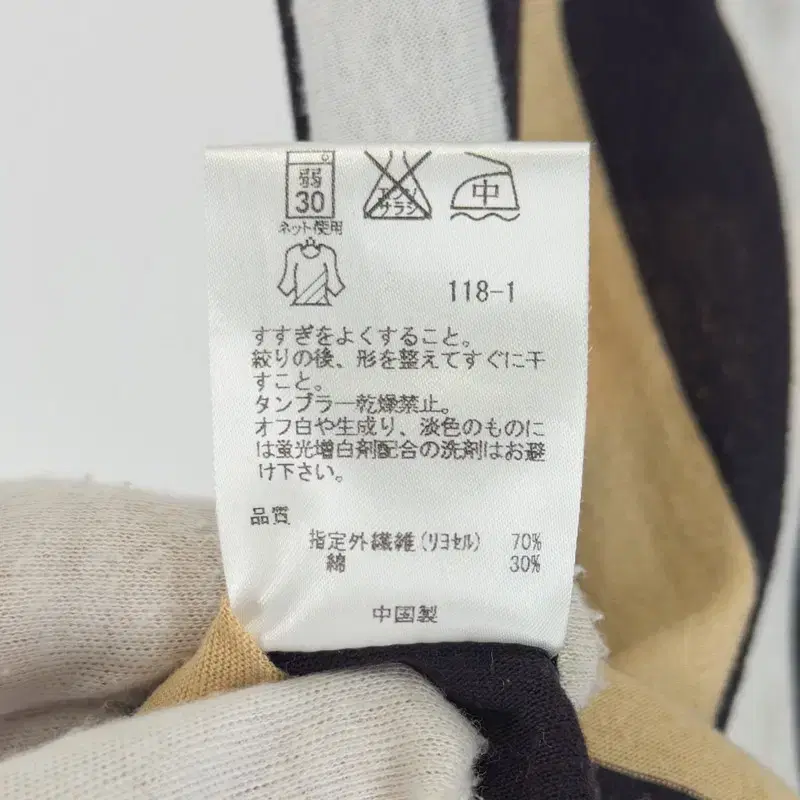 弱
30
ネット使用
エンソ
サラシ
中
118-1
すすぎをよくすること。
絞りの後、形を整えてすぐに干
すこと。
タンブラー乾燥禁止。
オフ白や生成り、淡色のものに
は蛍光増白剤配合の洗剤はお避
け下さい。
品質
指定外繊維(リヨセル) 70%
綿 30%
中国製